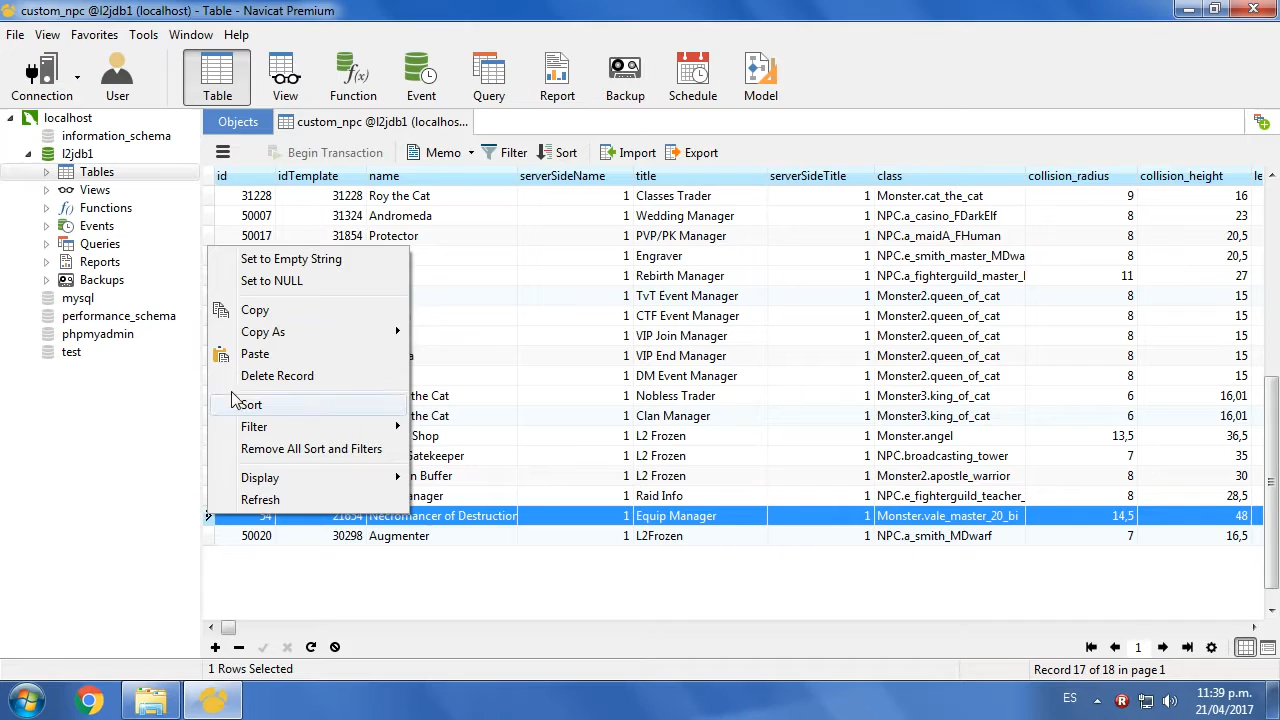 custom_npc @l2jdb1 (localhost) - Table - Navicat Premium
File View Favorites Tools Window Help
Connection User Table View Function Event Query Report Backup Schedule Model
localhost
information_schema
l2jdb1
Tables
Views
Functions
Events
Queries
Reports
Backups
mysql
performance_schema
phpmyadmin
test
Objects custom_npc @l2jdb1 (localhos...
Begin Transaction Memo Filter Sort Import Export
id idTemplate name serverSideName title serverSideTitle class collision_radius collision_height le
31228 31228 Roy the Cat 1 Classes Trader 1 Monster.cat_the_cat 9 16
50007 31324 Andromeda 1 Wedding Manager 1 NPC.a_casino_FDarkElf 8 23
50017 31854 Protector 1 PVP/PK Manager 1 NPC.a_maidA_FHuman 8 20,5
1 Engraver 1 NPC.e_smith_master_MDwa 8 20,5
1 Rebirth Manager 1 NPC.a_fighterguild_master_ 11 27
1 TvT Event Manager 1 Monster2.queen_of_cat 8 15
1 CTF Event Manager 1 Monster2.queen_of_cat 8 15
1 VIP Join Manager 1 Monster2.queen_of_cat 8 15
a 1 VIP End Manager 1 Monster2.queen_of_cat 8 15
1 DM Event Manager 1 Monster2.queen_of_cat 8 15
the Cat 1 Nobless Trader 1 Monster3.king_of_cat 6 16,01
the Cat 1 Clan Manager 1 Monster3.king_of_cat 6 16,01
Shop 1 L2 Frozen 1 Monster.angel 13,5 36,5
Gatekeeper 1 L2 Frozen 1 NPC.broadcasting_tower 7 35
n Buffer 1 L2 Frozen 1 Monster2.apostle_warrior 8 30
anager 1 Raid Info 1 NPC.e_fighterguild_teacher_ 8 28,5
54 21654 Necromancer of Destruction 1 Equip Manager 1 Monster.vale_master_20_bi 14,5 48
50020 30298 Augmenter 1 L2Frozen 1 NPC.a_smith_MDwarf 7 16,5
Set to Empty String
Set to NULL
Copy
Copy As
Paste
Delete Record
Sort
Filter
Remove All Sort and Filters
Display
Refresh
1
1 Rows Selected Record 17 of 18 in page 1
ES 11:39 p.m.
21/04/2017